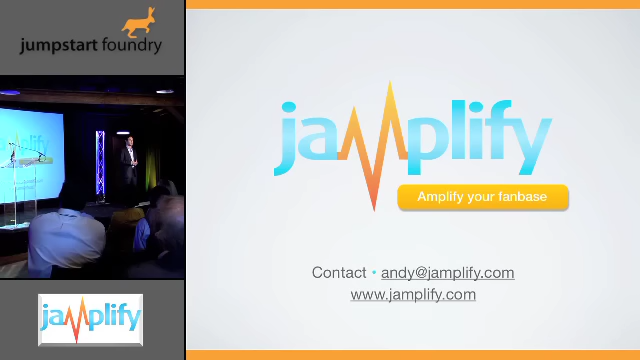 jumpstart foundry
jamplify
Amplify your fanbase
Contact • andy@jamplify.com
www.jamplify.com
jamplify